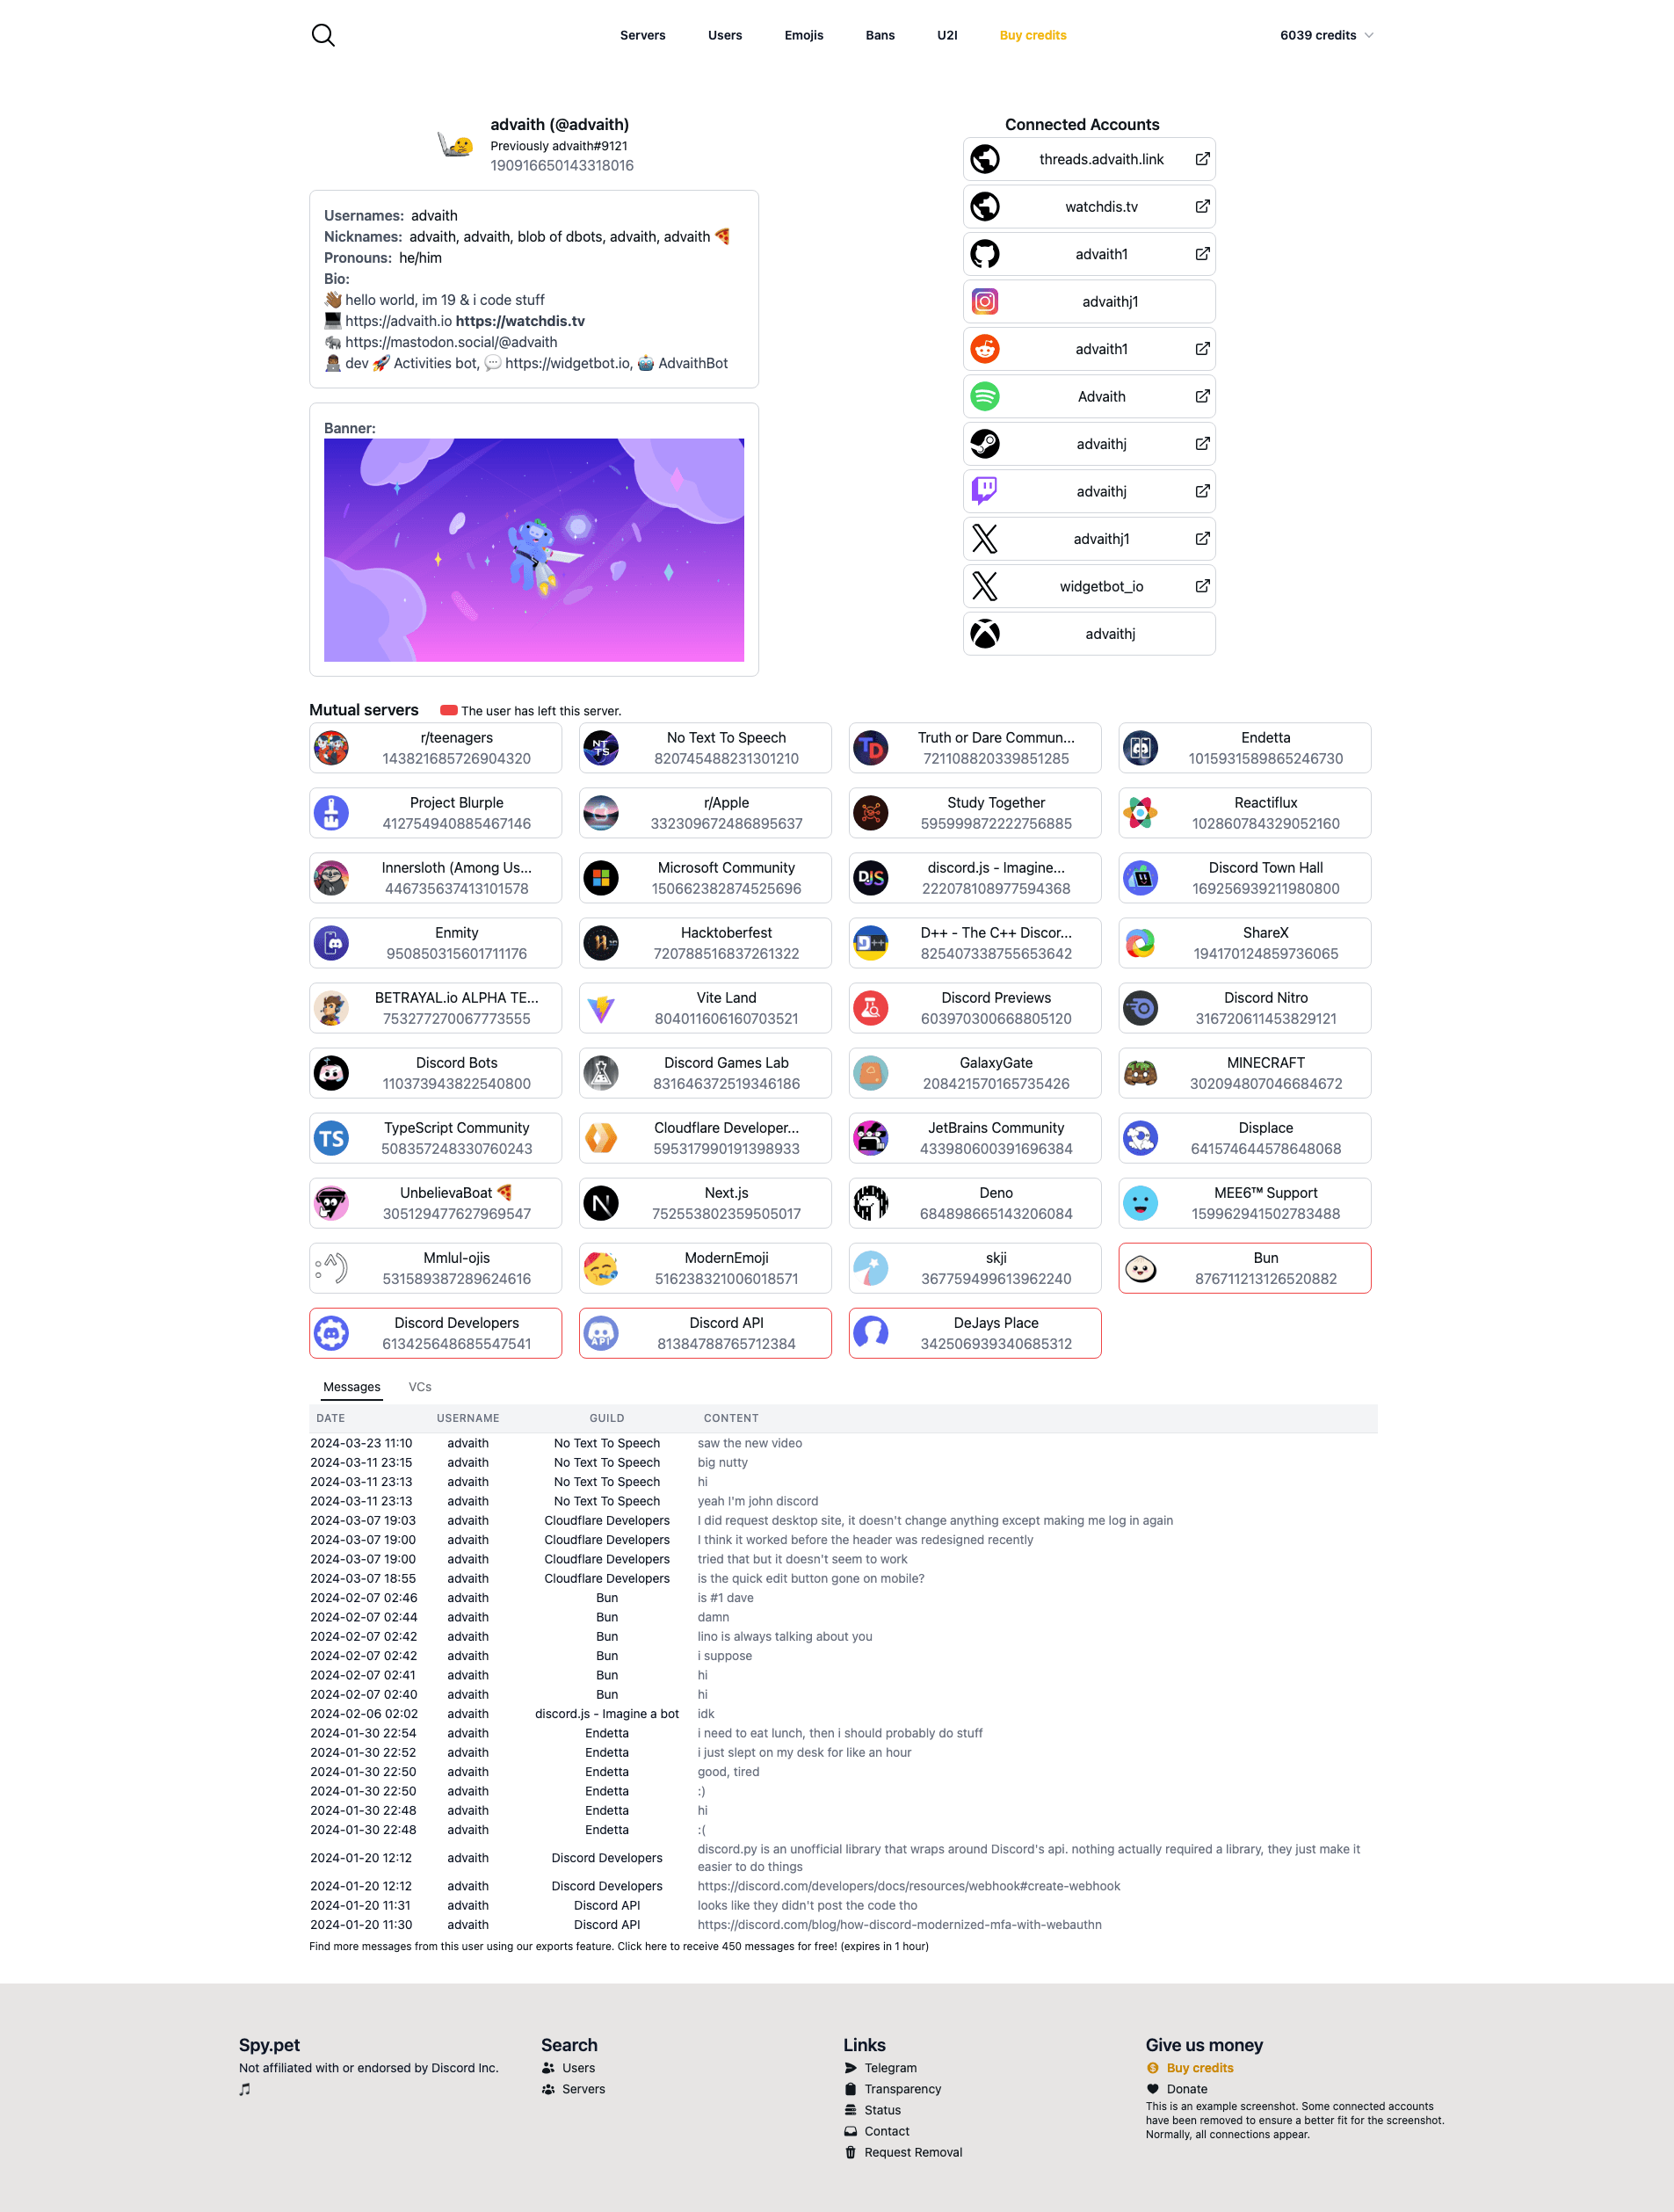 Servers Users Emojis Bans U2I Buy credits 6039 credits
advaith (@advaith)
Previously advaith#9121
190916650143318016
Usernames: advaith
Nicknames: advaith, advaith, blob of dbots, advaith, advaith 🍕
Pronouns: he/him
Bio:
👋🏾 hello world, im 19 & i code stuff
💻 https://advaith.io https://watchdis.tv
🐘 https://mastodon.social/@advaith
👨🏾‍💻 dev 🚀 Activities bot, 💬 https://widgetbot.io, 🤖 AdvaithBot
Banner:
Connected Accounts
threads.advaith.link
watchdis.tv
advaith1
advaithj1
advaith1
Advaith
advaithj
advaithj
advaithj1
widgetbot_io
advaithj
Mutual servers The user has left this server.
r/teenagers
143821685726904320
No Text To Speech
820745488231301210
Truth or Dare Commun...
721108820339851285
Endetta
1015931589865246730
Project Blurple
412754940885467146
r/Apple
332309672486895637
Study Together
595999872222756885
Reactiflux
102860784329052160
Innersloth (Among Us...
446735637413101578
Microsoft Community
150662382874525696
discord.js - Imagine...
222078108977594368
Discord Town Hall
169256939211980800
Enmity
950850315601711176
Hacktoberfest
720788516837261322
D++ - The C++ Discor...
825407338755653642
ShareX
194170124859736065
BETRAYAL.io ALPHA TE...
753277270067773555
Vite Land
804011606160703521
Discord Previews
603970300668805120
Discord Nitro
316720611453829121
Discord Bots
110373943822540800
Discord Games Lab
831646372519346186
GalaxyGate
208421570165735426
MINECRAFT
302094807046684672
TypeScript Community
508357248330760243
Cloudflare Developer...
595317990191398933
JetBrains Community
433980600391696384
Displace
641574644578648068
UnbelievaBoat 🍕
305129477627969547
Next.js
752553802359505017
Deno
684898665143206084
MEE6™ Support
159962941502783488
Mmlul-ojis
531589387289624616
ModernEmoji
516238321006018571
skji
367759499613962240
Bun
876711213126520882
Discord Developers
613425648685547541
Discord API
81384788765712384
DeJays Place
342506939340685312
Messages VCs
DATE USERNAME GUILD CONTENT
2024-03-23 11:10 advaith No Text To Speech saw the new video
2024-03-11 23:15 advaith No Text To Speech big nutty
2024-03-11 23:13 advaith No Text To Speech hi
2024-03-11 23:13 advaith No Text To Speech yeah I'm john discord
2024-03-07 19:03 advaith Cloudflare Developers I did request desktop site, it doesn't change anything except making me log in again
2024-03-07 19:00 advaith Cloudflare Developers I think it worked before the header was redesigned recently
2024-03-07 19:00 advaith Cloudflare Developers tried that but it doesn't seem to work
2024-03-07 18:55 advaith Cloudflare Developers is the quick edit button gone on mobile?
2024-02-07 02:46 advaith Bun is #1 dave
2024-02-07 02:44 advaith Bun damn
2024-02-07 02:42 advaith Bun lino is always talking about you
2024-02-07 02:42 advaith Bun i suppose
2024-02-07 02:41 advaith Bun hi
2024-02-07 02:40 advaith Bun hi
2024-02-06 02:02 advaith discord.js - Imagine a bot idk
2024-01-30 22:54 advaith Endetta i need to eat lunch, then i should probably do stuff
2024-01-30 22:52 advaith Endetta i just slept on my desk for like an hour
2024-01-30 22:50 advaith Endetta good, tired
2024-01-30 22:50 advaith Endetta :)
2024-01-30 22:48 advaith Endetta hi
2024-01-30 22:48 advaith Endetta :(
2024-01-20 12:12 advaith Discord Developers discord.py is an unofficial library that wraps around Discord's api. nothing actually required a library, they just make it
easier to do things
2024-01-20 12:12 advaith Discord Developers https://discord.com/developers/docs/resources/webhook#create-webhook
2024-01-20 11:31 advaith Discord API looks like they didn't post the code tho
2024-01-20 11:30 advaith Discord API https://discord.com/blog/how-discord-modernized-mfa-with-webauthn
Find more messages from this user using our exports feature. Click here to receive 450 messages for free! (expires in 1 hour)
Spy.pet
Not affiliated with or endorsed by Discord Inc.
Search
Users
Servers
Links
Telegram
Transparency
Status
Contact
Request Removal
Give us money
Buy credits
Donate
This is an example screenshot. Some connected accounts
have been removed to ensure a better fit for the screenshot.
Normally, all connections appear.